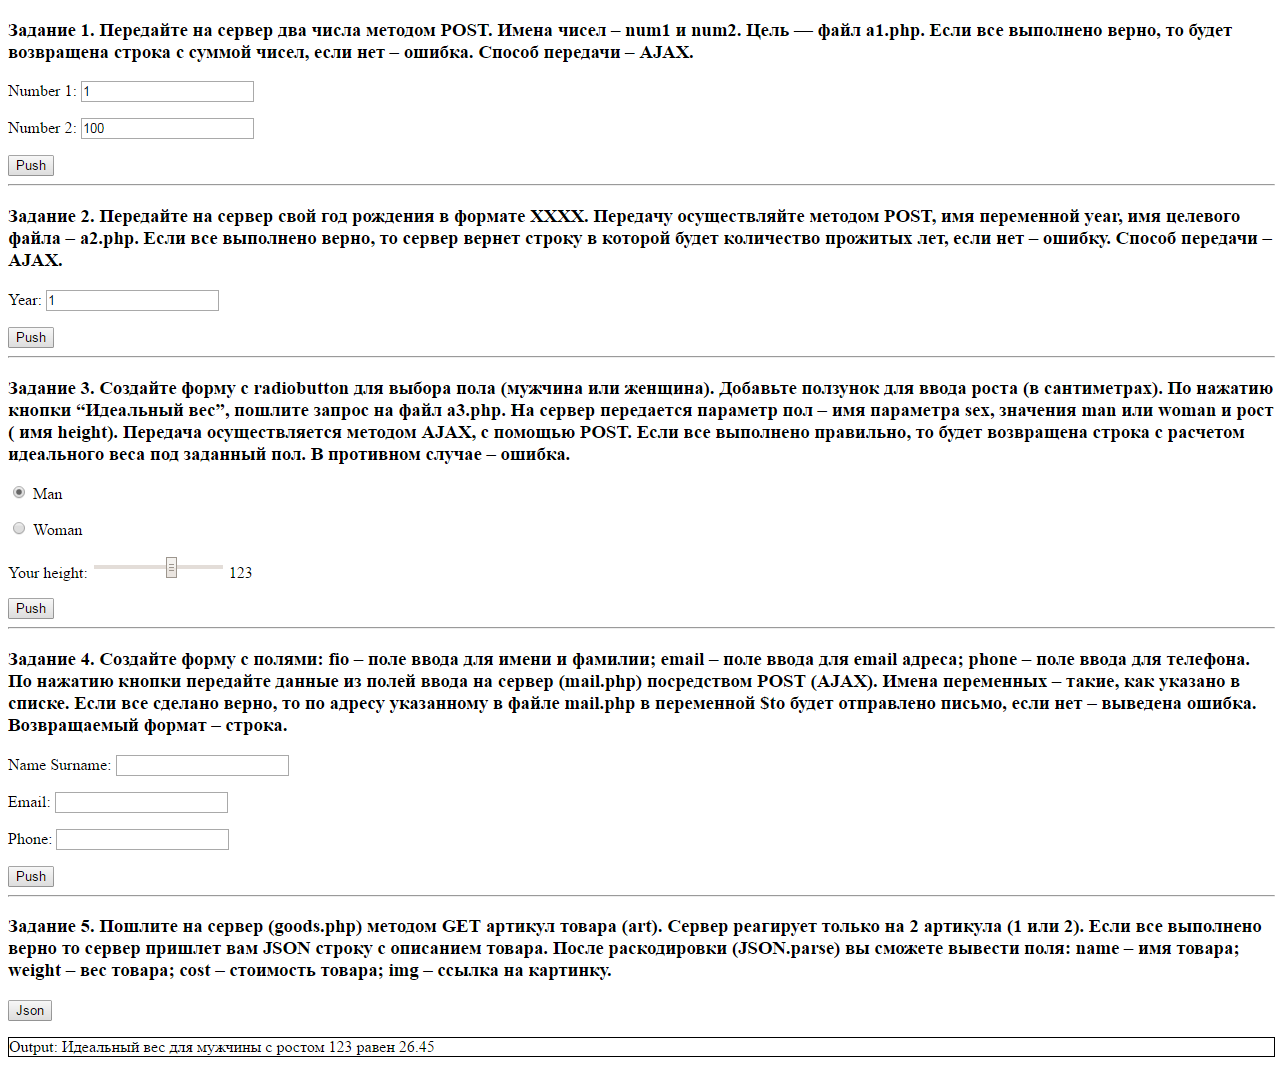 Задание 1. Передайте на сервер два числа методом POST. Имена чисел – num1 и num2. Цель — файл a1.php. Если все выполнено верно, то будет
возвращена строка с суммой чисел, если нет – ошибка. Способ передачи – AJAX.
Number 1: 1
Number 2: 100
Push
Задание 2. Передайте на сервер свой год рождения в формате XXXX. Передачу осуществляйте методом POST, имя переменной year, имя целевого
файла – a2.php. Если все выполнено верно, то сервер вернет строку в которой будет количество прожитых лет, если нет – ошибку. Способ передачи –
AJAX.
Year: 1
Push
Задание 3. Создайте форму с radiobutton для выбора пола (мужчина или женщина). Добавьте ползунок для ввода роста (в сантиметрах). По нажатию
кнопки “Идеальный вес”, пошлите запрос на файл a3.php. На сервер передается параметр пол – имя параметра sex, значения man или woman и рост
( имя height). Передача осуществляется методом AJAX, с помощью POST. Если все выполнено правильно, то будет возвращена строка с расчетом
идеального веса под заданный пол. В противном случае – ошибка.
Man
Woman
Your height: 123
Push
Задание 4. Создайте форму с полями: fio – поле ввода для имени и фамилии; email – поле ввода для email адреса; phone – поле ввода для телефона.
По нажатию кнопки передайте данные из полей ввода на сервер (mail.php) посредством POST (AJAX). Имена переменных – такие, как указано в
списке. Если все сделано верно, то по адресу указанному в файле mail.php в переменной $to будет отправлено письмо, если нет – выведена ошибка.
Возвращаемый формат – строка.
Name Surname:
Email:
Phone:
Push
Задание 5. Пошлите на сервер (goods.php) методом GET артикул товара (art). Сервер реагирует только на 2 артикула (1 или 2). Если все выполнено
верно то сервер пришлет вам JSON строку с описанием товара. После раскодировки (JSON.parse) вы сможете вывести поля: name – имя товара;
weight – вес товара; cost – стоимость товара; img – ссылка на картинку.
Json
Output: Идеальный вес для мужчины с ростом 123 равен 26.45